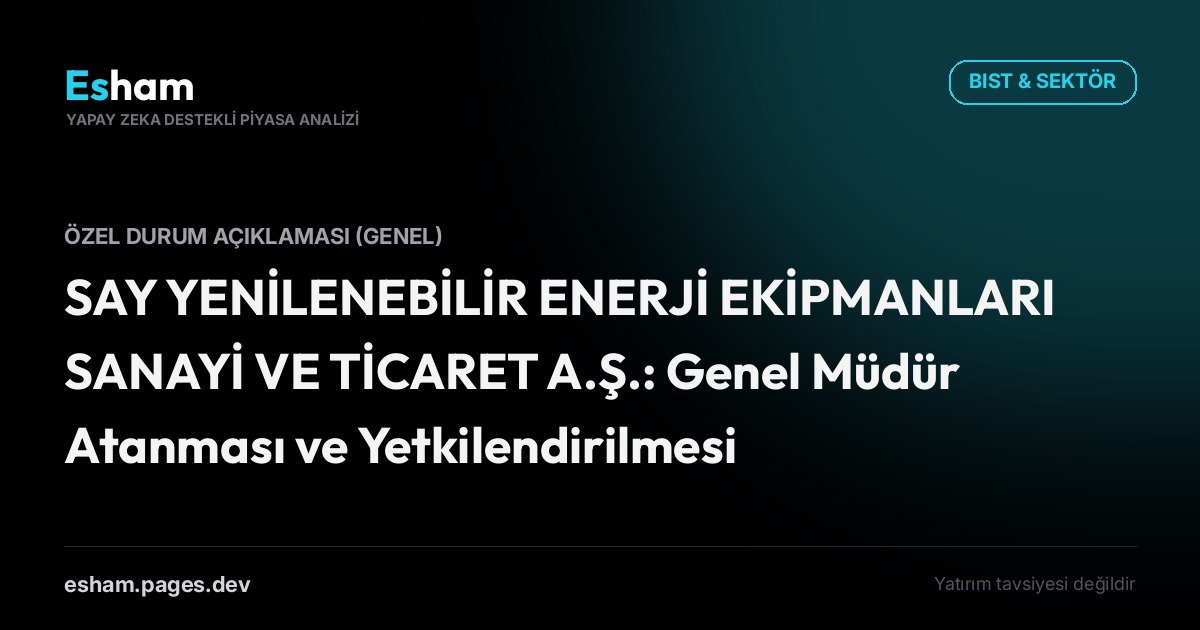 Esham
BIST & SEKTÖR
YAPAY ZEKA DESTEKLİ PİYASA ANALİZİ
ÖZEL DURUM AÇIKLAMASI (GENEL)
SAY YENİLENEBİLİR ENERJİ EKİPMANLARI
SANAYİ VE TİCARET A.Ş.: Genel Müdür
Atanması ve Yetkilendirilmesi
esham.pages.dev
Yatırım tavsiyesi değildir